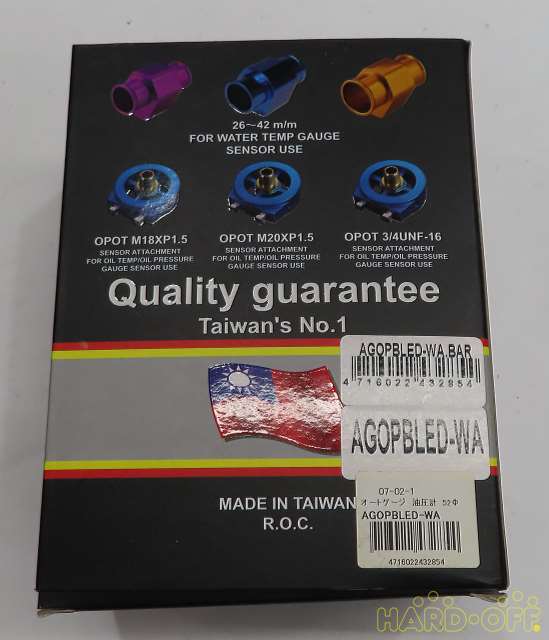 26～42 m/m
FOR WATER TEMP GAUGE
SENSOR USE
OPOT M18XP1.5
SENSOR ATTACHMENT
FOR OIL TEMP/OIL PRESSURE
GAUGE SENSOR USE
OPOT M20XP1.5
SENSOR ATTACHMENT
FOR OIL TEMP/OIL PRESSURE
GAUGE SENSOR USE
OPOT 3/4UNF-16
SENSOR ATTACHMENT
FOR OIL TEMP/OIL PRESSURE
GAUGE SENSOR USE
Quality guarantee
Taiwan's No.1
AGOPBLED-WA.BAR
4 716022 432854
AGOPBLED-WA
07-02-1
オートゲージ 油圧計 52Φ
AGOPBLED-WA
4716022432854
MADE IN TAIWAN
R.O.C.
HARD-OFF